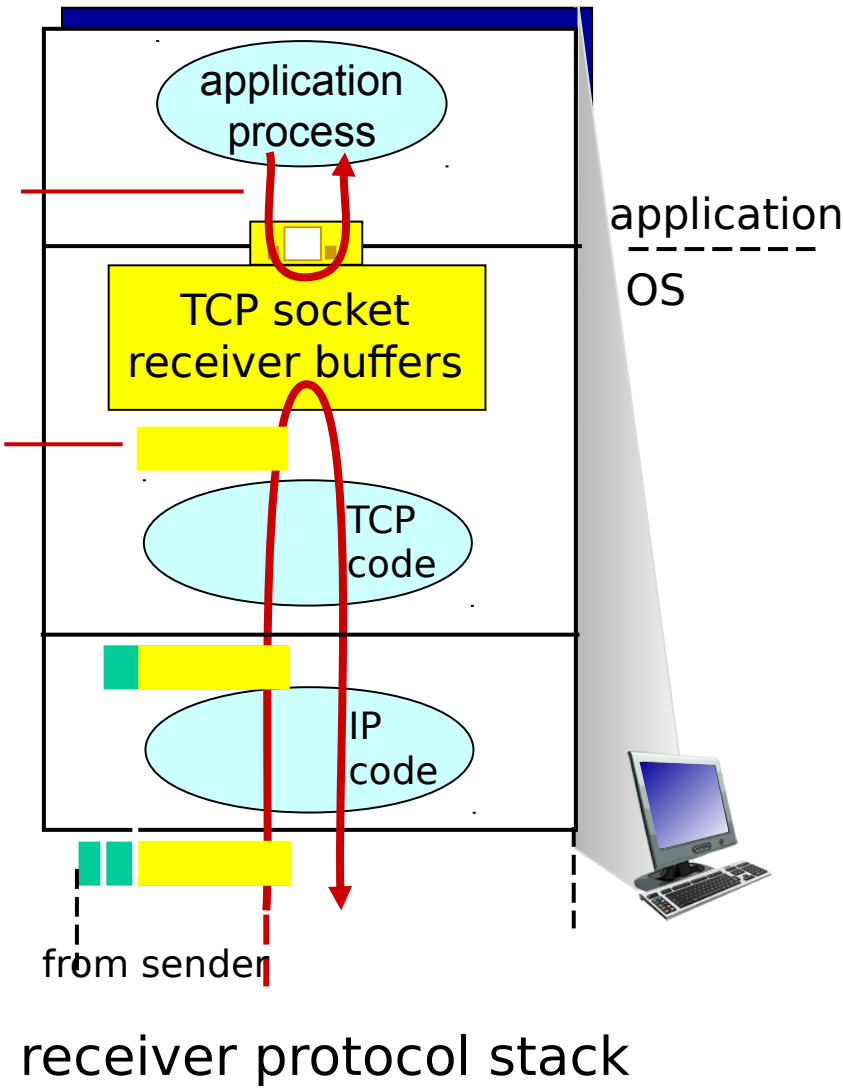 application
process
application
OS
TCP socket
receiver buffers
TCP
code
IP
code
from sender
receiver protocol stack